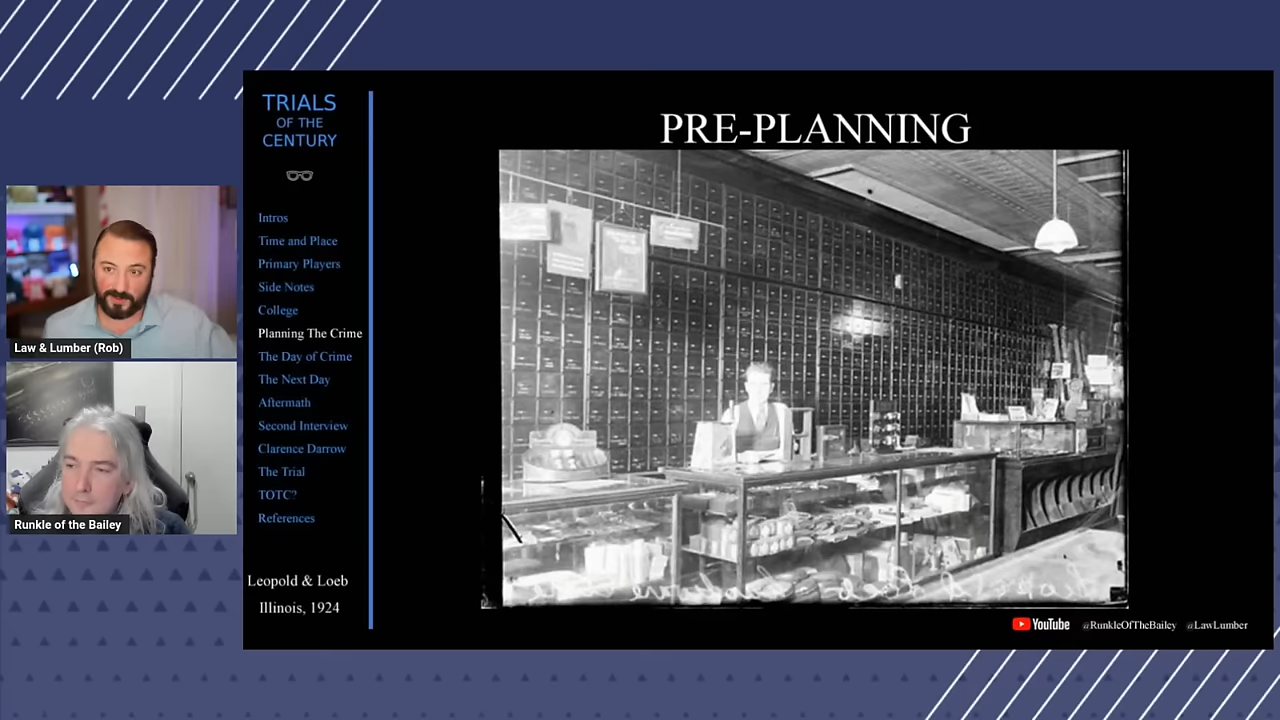 TRIALS
OF THE
CENTURY
Intros
Time and Place
Primary Players
Side Notes
College
Planning The Crime
The Day of Crime
The Next Day
Aftermath
Second Interview
Clarence Darrow
The Trial
TOTC?
References
Leopold & Loeb
Illinois, 1924
PRE-PLANNING
Law & Lumber (Rob)
Runkle of the Bailey
YouTube @RunkleOfTheBailey @LawLumber